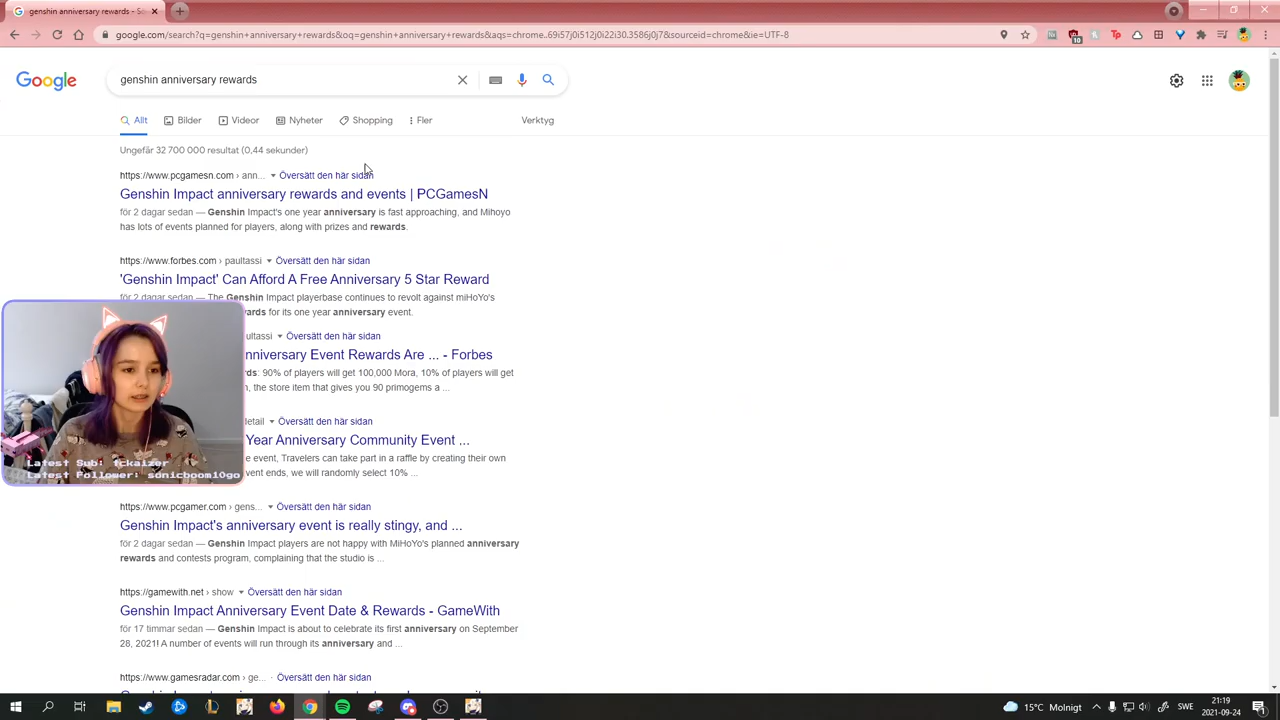 genshin anniversary rewards - Sö
google.com/search?q=genshin+anniversary+rewards&oq=genshin+anniversary+rewards&aqs=chrome..69i57j0i512j0i22i30.3586j0j7&sourceid=chrome&ie=UTF-8
10
Google
genshin anniversary rewards
Allt
Bilder
Videor
Nyheter
Shopping
Fler
Verktyg
Ungefär 32 700 000 resultat (0,44 sekunder)
https://www.pcgamesn.com › ann... Översätt den här sidan
Genshin Impact anniversary rewards and events | PCGamesN
för 2 dagar sedan — Genshin Impact's one year anniversary is fast approaching, and Mihoyo
has lots of events planned for players, along with prizes and rewards.
https://www.forbes.com › paultassi Översätt den här sidan
'Genshin Impact' Can Afford A Free Anniversary 5 Star Reward
för 2 dagar sedan — The Genshin Impact playerbase continues to revolt against miHoYo's
ards for its one year anniversary event.
ultassi Översätt den här sidan
nniversary Event Rewards Are ... - Forbes
ds: 90% of players will get 100,000 Mora, 10% of players will get
n, the store item that gives you 90 primogems a ...
detail Översätt den här sidan
Year Anniversary Community Event ...
e event, Travelers can take part in a raffle by creating their own
vent ends, we will randomly select 10% ...
Latest Sub: fckaizer
Latest Follower: sonicboom10go
https://www.pcgamer.com › gens... Översätt den här sidan
Genshin Impact's anniversary event is really stingy, and ...
för 2 dagar sedan — Genshin Impact players are not happy with MiHoYo's planned anniversary
rewards and contests program, complaining that the studio is ...
https://gamewith.net › show Översätt den här sidan
Genshin Impact Anniversary Event Date & Rewards - GameWith
för 17 timmar sedan — Genshin Impact is about to celebrate its first anniversary on September
28, 2021! A number of events will run through its anniversary and ...
https://www.gamesradar.com › ge... Översätt den här sidan
15°C Molnigt
SWE
21:19
2021-09-24
1